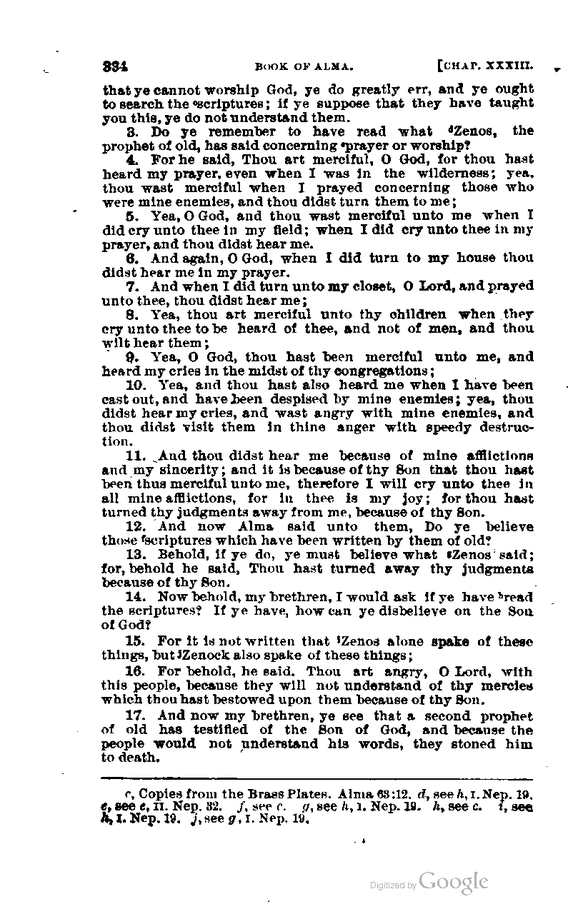 334 BOOK OF ALMA. [CHAP. XXXIII.
that ye cannot worship God, ye do greatly err, and ye ought
to search the ᶜscriptures; if ye suppose that they have taught
you this, ye do not understand them.
3. Do ye remember to have read what ᵈZenos, the
prophet of old, has said concerning ᵉprayer or worship?
4. For he said, Thou art merciful, O God, for thou hast
heard my prayer, even when I was in the wilderness; yea,
thou wast merciful when I prayed concerning those who
were mine enemies, and thou didst turn them to me;
5. Yea, O God, and thou wast merciful unto me when I
did cry unto thee in my field; when I did cry unto thee in my
prayer, and thou didst hear me.
6. And again, O God, when I did turn to my house thou
didst hear me in my prayer.
7. And when I did turn unto my closet, O Lord, and prayed
unto thee, thou didst hear me;
8. Yea, thou art merciful unto thy children when they
cry unto thee to be heard of thee, and not of men, and thou
wilt hear them;
9. Yea, O God, thou hast been merciful unto me, and
heard my cries in the midst of thy congregations;
10. Yea, and thou hast also heard me when I have been
cast out, and have been despised by mine enemies; yea, thou
didst hear my cries, and wast angry with mine enemies, and
thou didst visit them in thine anger with speedy destruc-
tion.
11. And thou didst hear me because of mine afflictions
and my sincerity; and it is because of thy Son that thou hast
been thus merciful unto me, therefore I will cry unto thee in
all mine afflictions, for in thee is my joy; for thou hast
turned thy judgments away from me, because of thy Son.
12. And now Alma said unto them, Do ye believe
those ᶠscriptures which have been written by them of old?
13. Behold, if ye do, ye must believe what ᵍZenos said;
for, behold he said, Thou hast turned away thy judgments
because of thy Son.
14. Now behold, my brethren, I would ask if ye have ʰread
the scriptures? If ye have, how can ye disbelieve on the Son
of God?
15. For it is not written that ⁱZenos alone spake of these
things, but ʲZenock also spake of these things;
16. For behold, he said. Thou art angry, O Lord, with
this people, because they will not understand of thy mercies
which thou hast bestowed upon them because of thy Son.
17. And now my brethren, ye see that a second prophet
of old has testified of the Son of God, and because the
people would not understand his words, they stoned him
to death.
c, Copies from the Brass Plates. Alma 63:12. d, see h, I. Nep. 19.
e, see e, II. Nep. 32. f, see c. g, see h, I. Nep. 19. h, see c. i, see
h, I. Nep. 19. j, see g, I. Nep. 19.
Digitized by Google